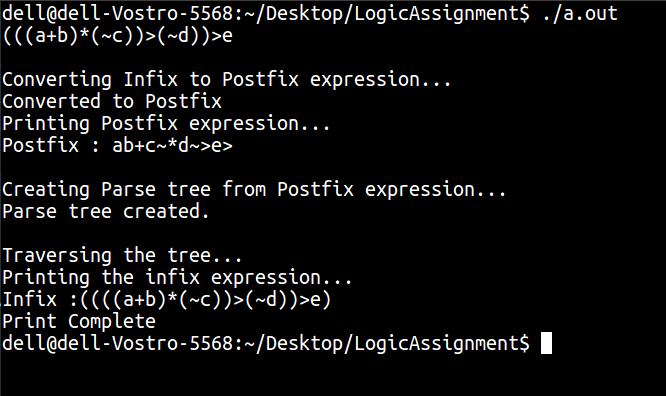 dell@dell-Vostro-5568:~/Desktop/LogicAssignment$ ./a.out
(((a+b)*(~c))>(~d))>e
Converting Infix to Postfix expression...
Converted to Postfix
Printing Postfix expression...
Postfix : ab+c~*d~>e>
Creating Parse tree from Postfix expression...
Parse tree created.
Traversing the tree...
Printing the infix expression...
Infix :((((a+b)*(~c))>(~d))>e)
Print Complete
dell@dell-Vostro-5568:~/Desktop/LogicAssignment$